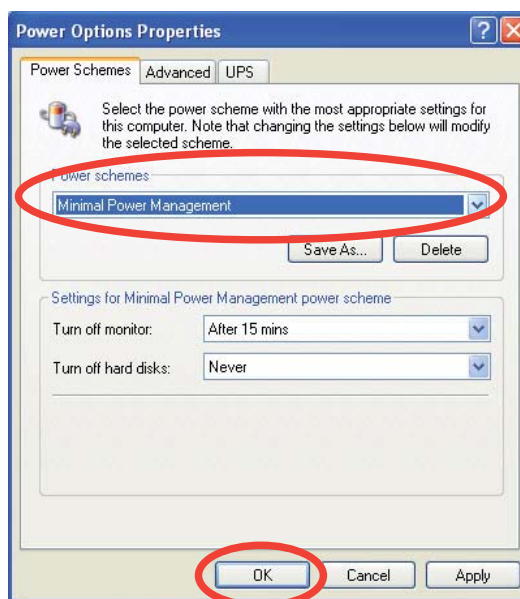 Power Options Properties
Power Schemes Advanced UPS
Select the power scheme with the most appropriate settings for
this computer. Note that changing the settings below will modify
the selected scheme.
Power schemes
Minimal Power Management
Save As... Delete
Settings for Minimal Power Management power scheme
Turn off monitor: After 15 mins
Turn off hard disks: Never
OK Cancel Apply